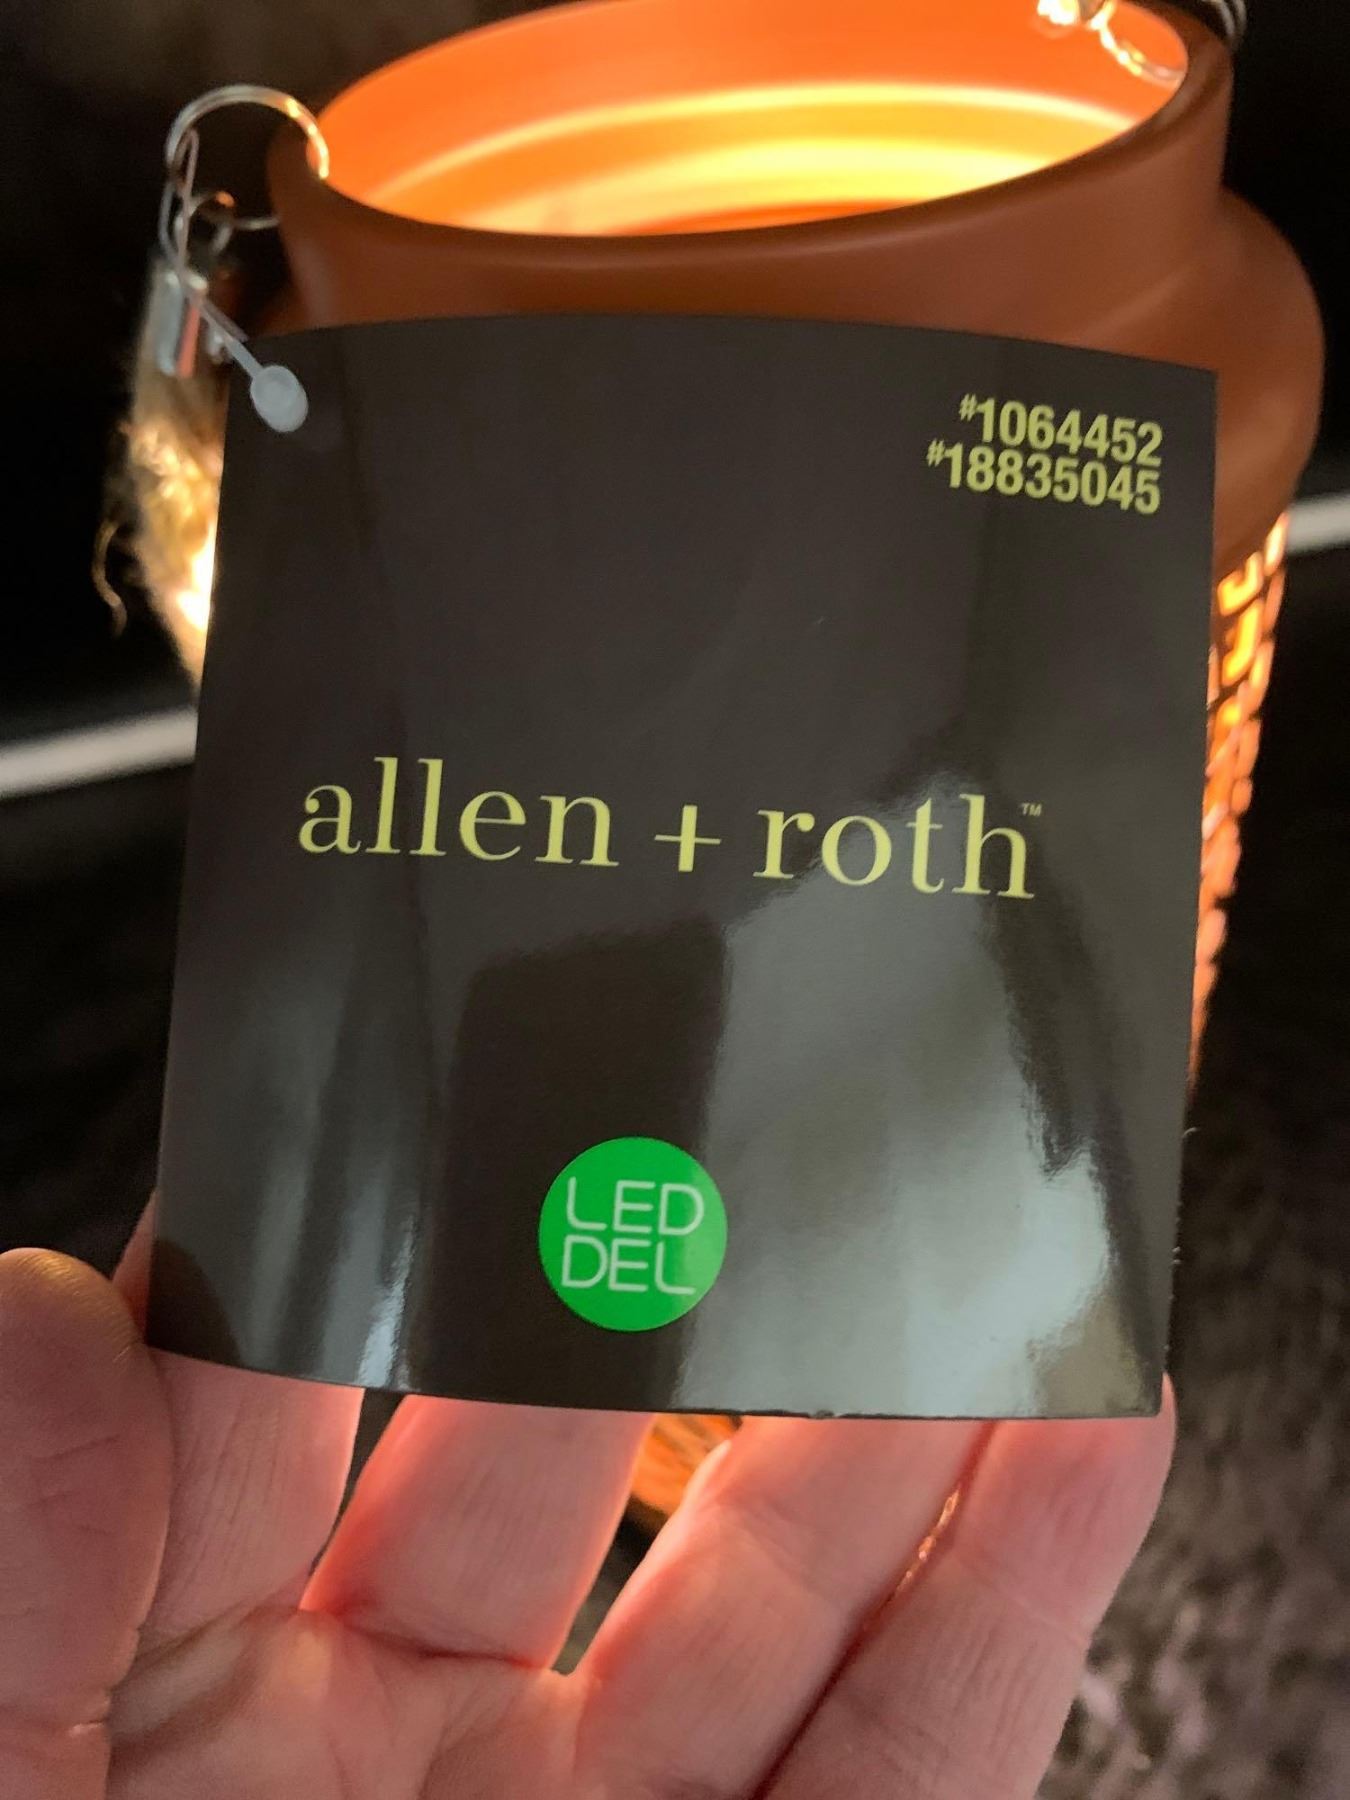 #1064452
#18835045
allen + roth™
LED
DEL